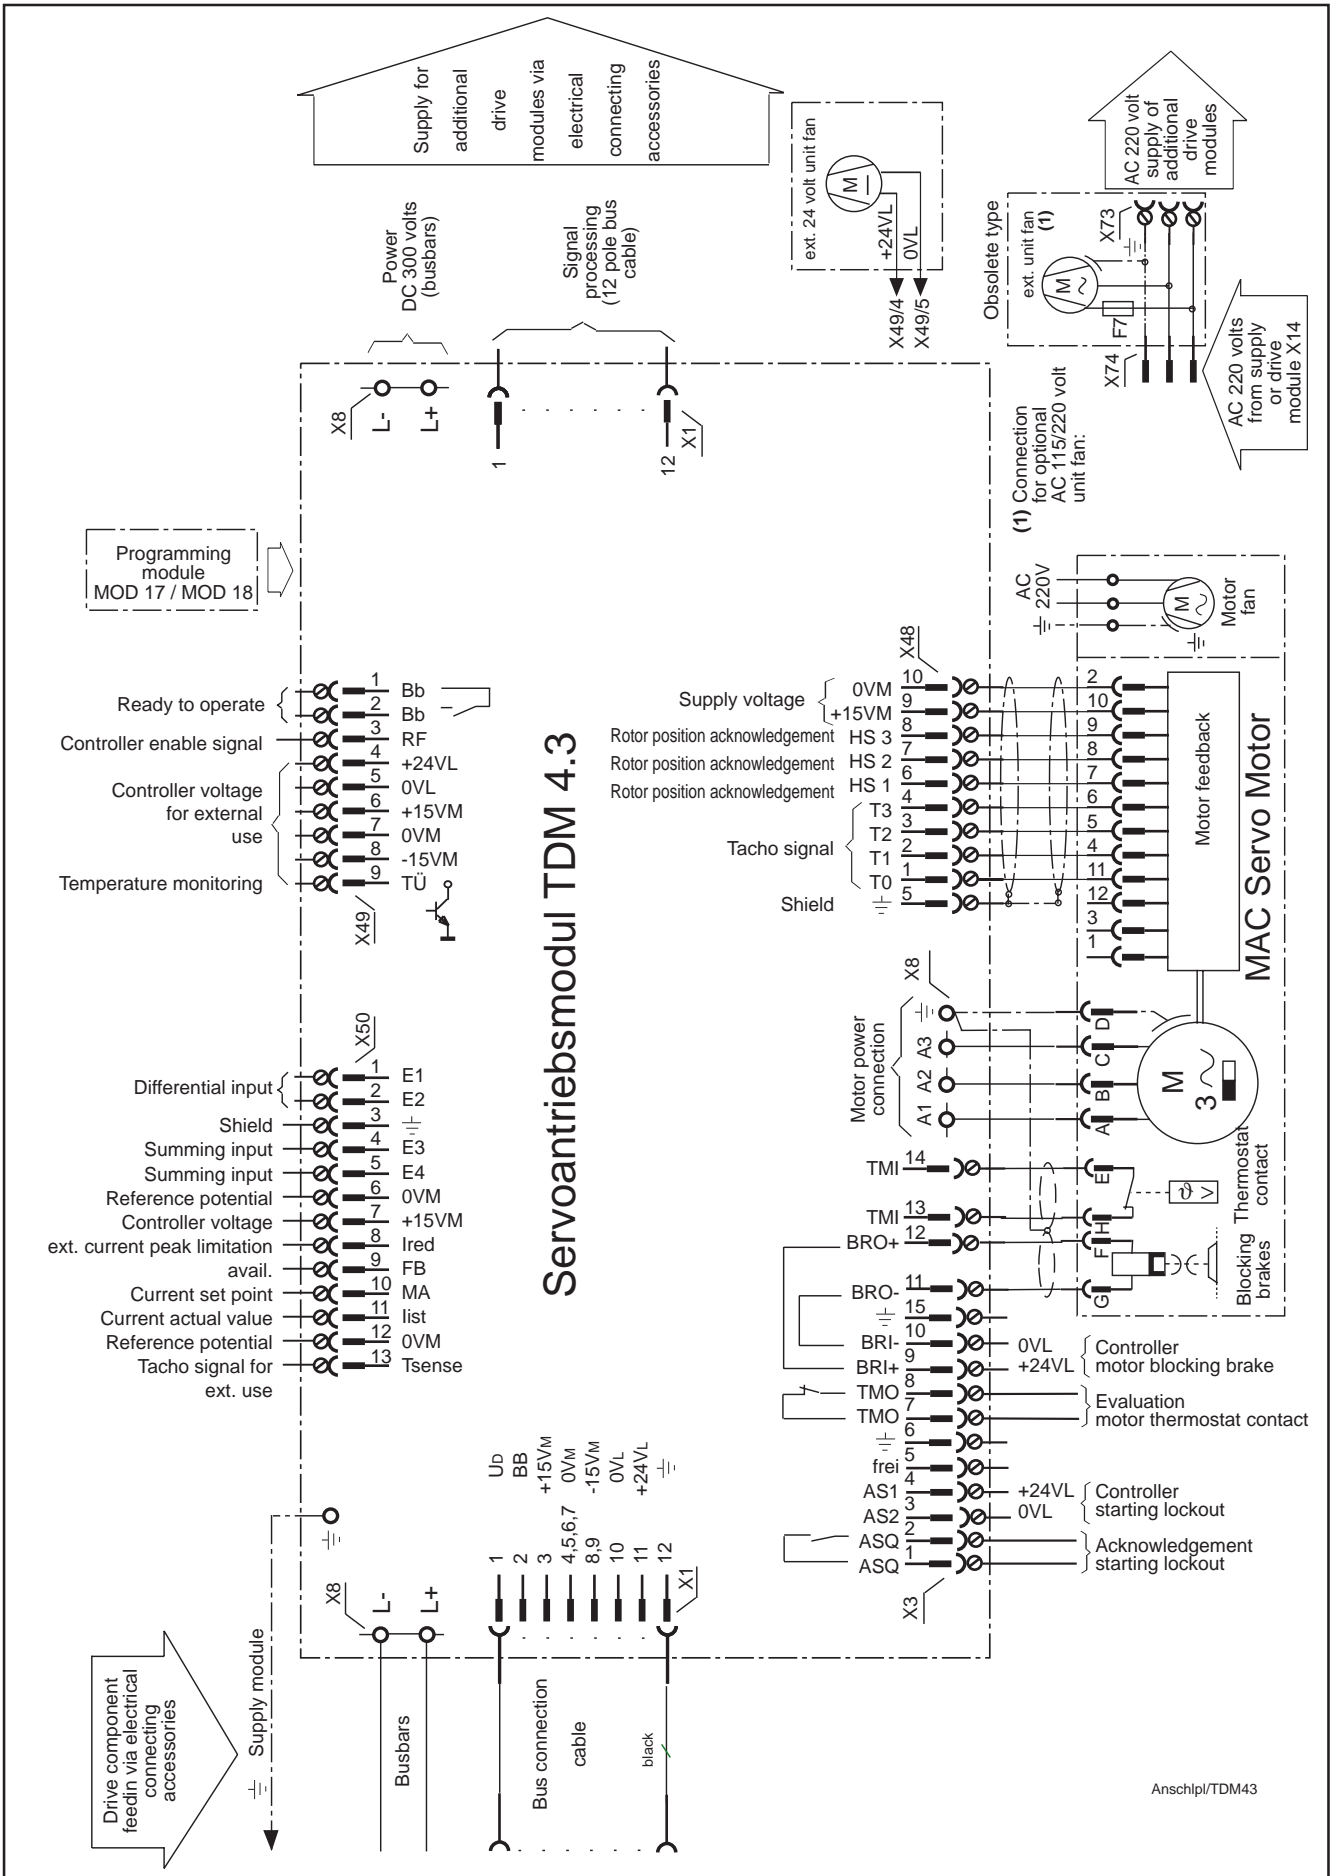 Supply for
additional
drive
modules via
electrical
connecting
accessories
ext. 24 volt unit fan
M
+24VL
0VL
X49/4
X49/5
AC 220 volt
supply of
additional
drive
modules
Obsolete type
ext. unit fan
(1)
X73
M
F7
X74
AC 220 volts
from supply
or drive
module X14
(1) Connection
for optional
AC 115/220 volt
unit fan:
Power
DC 300 volts
(busbars)
Signal
processing
(12 pole bus
cable)
X8
L-
L+
1
12
X1
Programming
module
MOD 17 / MOD 18
Servoantriebsmodul TDM 4.3
Ready to operate
1 Bb
2 Bb
Controller enable signal 3 RF
Controller voltage
for external
use
4 +24VL
5 0VL
6 +15VM
7 0VM
8 -15VM
Temperature monitoring 9 TÜ
X49
X50
Differential input
1 E1
2 E2
Shield 3
Summing input 4 E3
Summing input 5 E4
Reference potential 6 0VM
Controller voltage 7 +15VM
ext. current peak limitation 8 Ired
avail. 9 FB
Current set point 10 MA
Current actual value 11 Iist
Reference potential 12 0VM
Tacho signal for 13 Tsense
ext. use
X48
Supply voltage
0VM 10 2
+15VM 9 10
Rotor position acknowledgement HS 3 8 9
Rotor position acknowledgement HS 2 7 8
Rotor position acknowledgement HS 1 6 7
Tacho signal
T3 4 6
T2 3 5
T1 2 4
T0 1 11
Shield 5 12
3
1
Motor feedback
MAC Servo Motor
AC
220V
M
Motor
fan
X8
Motor power
connection
A3
A2
A1
D
C
B
A
M
3
TMI 14 E
TMI 13 H
BRO+ 12 F
BRO- 11 G
ϑ >
Thermostat
contact
Blocking
brakes
15
BRI- 10 0VL
BRI+ 9 +24VL
Controller
motor blocking brake
TMO 8
TMO 7
Evaluation
motor thermostat contact
6
frei 5
AS1 4 +24VL
AS2 3 0VL
Controller
starting lockout
ASQ 2
ASQ 1
Acknowledgement
starting lockout
X3
UD
BB
+15VM
0VM
-15VM
0VL
+24VL
1
2
3
4,5,6,7
8,9
10
11
12
X1
X8
L-
L+
Drive component
feedin via electrical
connecting
accessories
Supply module
Busbars
Bus connection
cable
black
Anschlpl/TDM43